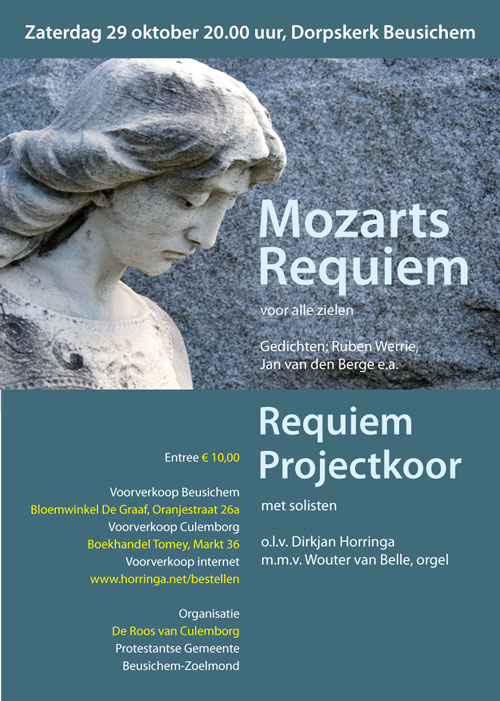 Zaterdag 29 oktober 20.00 uur, Dorpskerk Beusichem
Mozarts
Requiem
voor alle zielen
Gedichten: Ruben Werrie,
Jan van den Berge e.a.
Requiem
Projectkoor
met solisten
o.l.v. Dirkjan Horringa
m.m.v. Wouter van Belle, orgel
Entree € 10,00
Voorverkoop Beusichem
Bloemwinkel De Graaf, Oranjestraat 26a
Voorverkoop Culemborg
Boekhandel Tomey, Markt 36
Voorverkoop internet
www.horringa.net/bestellen
Organisatie
De Roos van Culemborg
Protestantse Gemeente
Beusichem-Zoelmond